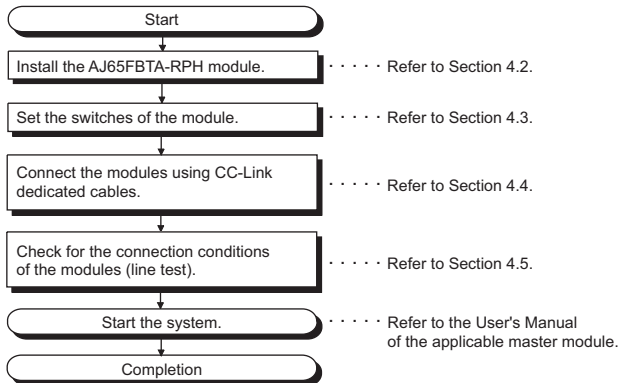 Start
Install the AJ65FBTA-RPH module.
Refer to Section 4.2.
Set the switches of the module.
Refer to Section 4.3.
Connect the modules using CC-Link
dedicated cables.
Refer to Section 4.4.
Check for the connection conditions
of the modules (line test).
Refer to Section 4.5.
Start the system.
Refer to the User's Manual
of the applicable master module.
Completion